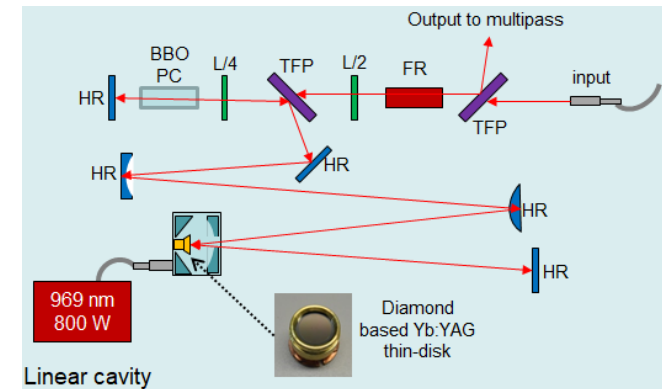 Output to multipass
BBO
PC
L/4
TFP
L/2
FR
input
HR
TFP
HR
HR
HR
HR
969 nm
800 W
Diamond
based Yb:YAG
thin-disk
Linear cavity